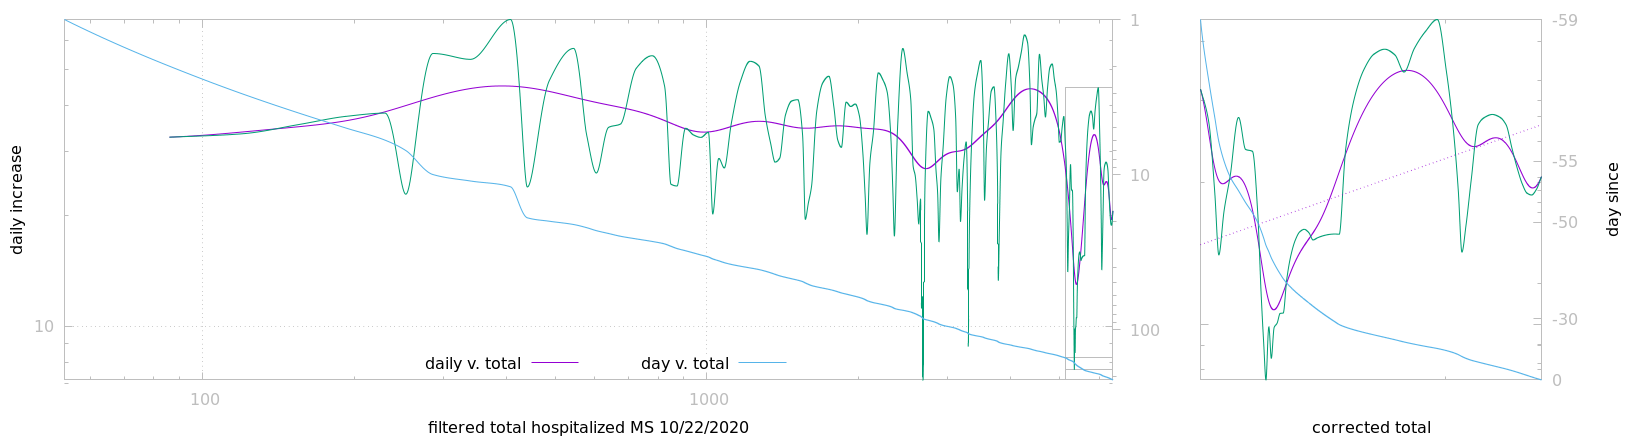 daily increase
10
daily v. total
day v. total
100
1000
filtered total hospitalized MS 10/22/2020
1
10
100
-59
-55
-50
-30
0
day since
corrected total